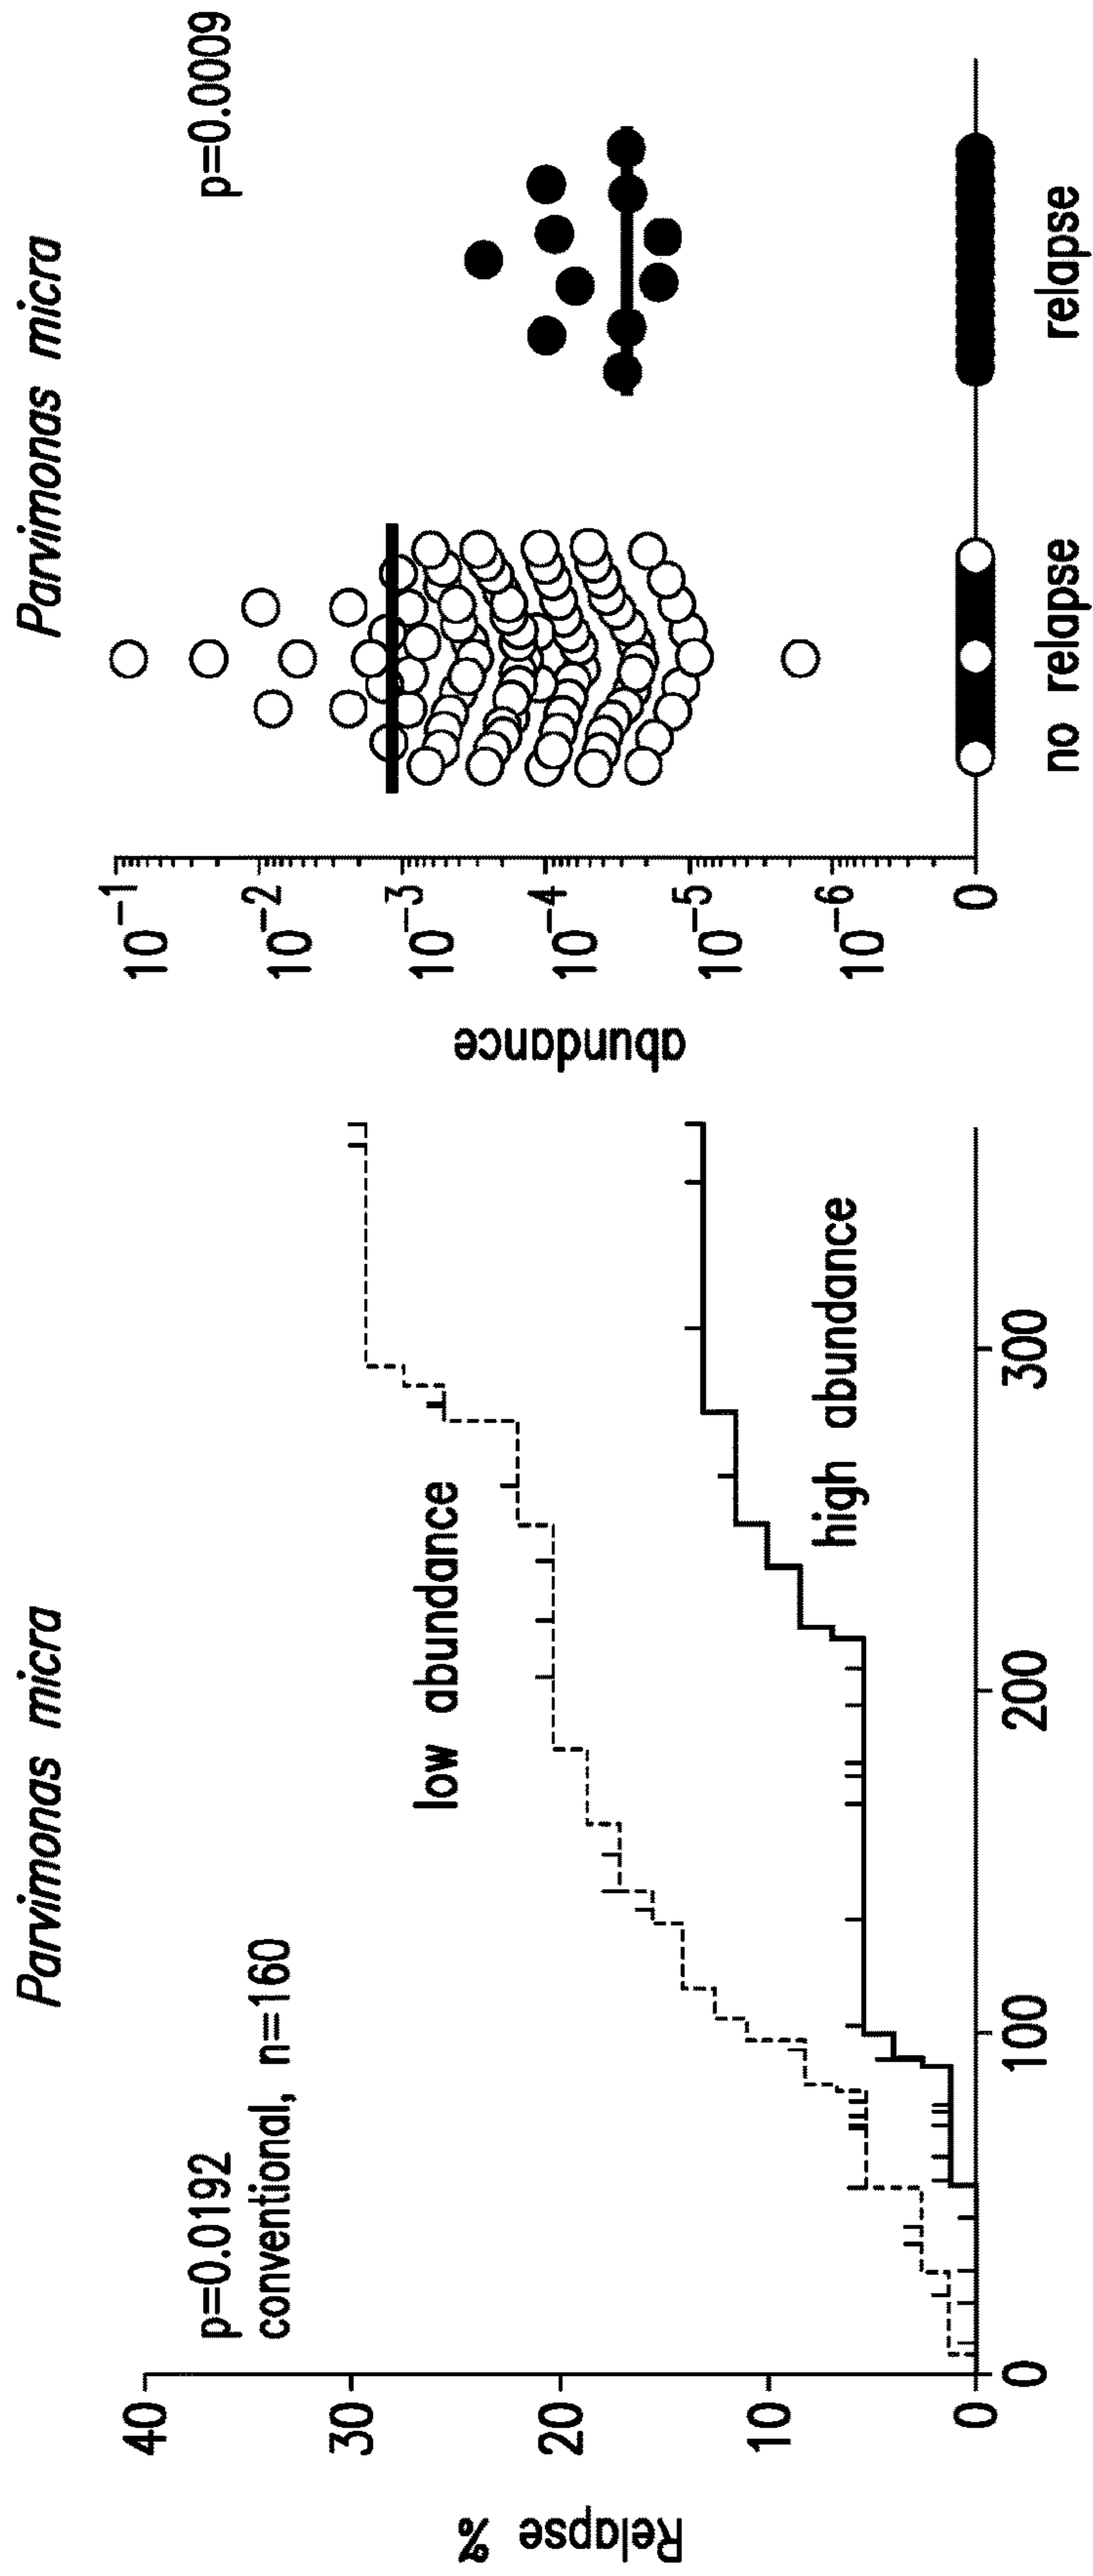 Parvimonas micra
p=0.0192
conventional, n=160
Relapse %
40
30
20
10
0
low abundance
high abundance
0
100
200
300
Parvimonas micra
p=0.0009
abundance
10⁻¹
10⁻²
10⁻³
10⁻⁴
10⁻⁵
10⁻⁶
0
no relapse
relapse